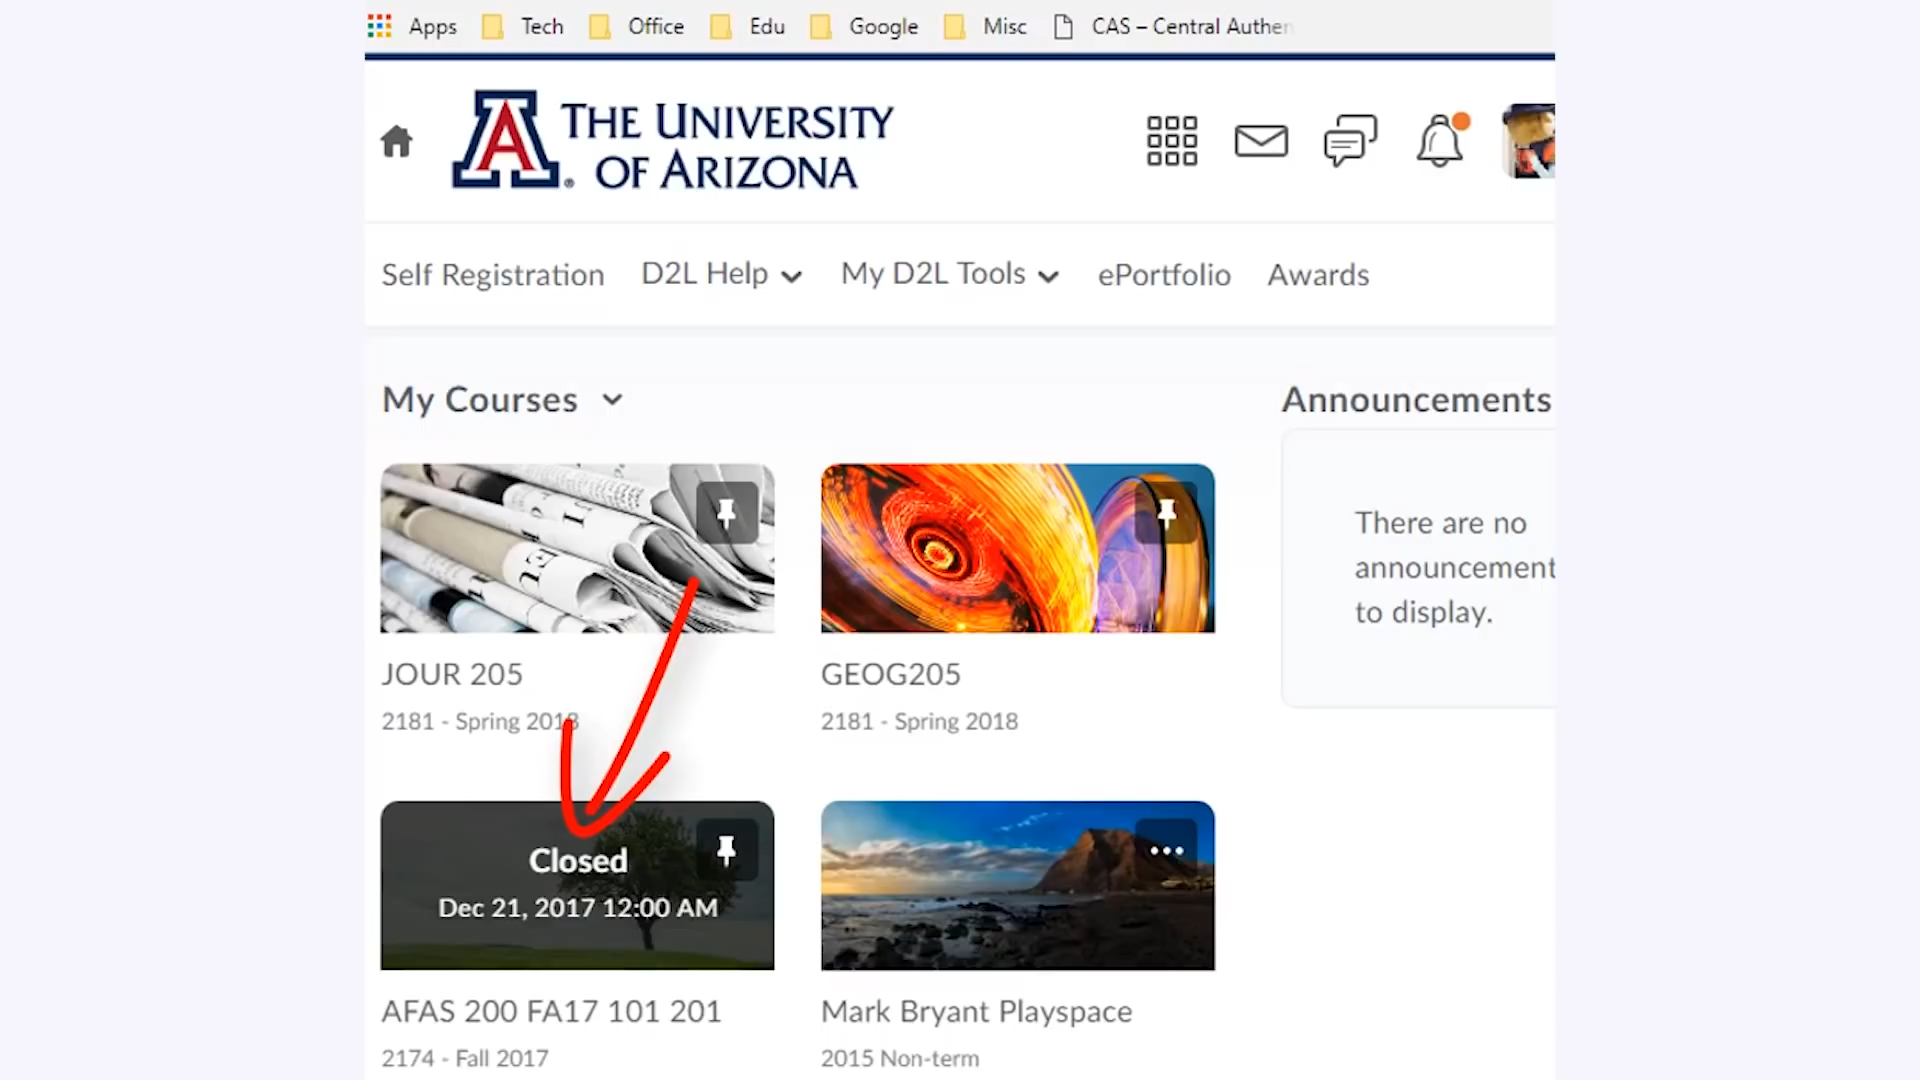 Apps Tech Office Edu Google Misc CAS – Central Authen
THE UNIVERSITY
OF ARIZONA
Self Registration D2L Help My D2L Tools ePortfolio Awards
My Courses
Announcements
There are no
announcement
to display.
JOUR 205
2181 - Spring 2018
GEOG205
2181 - Spring 2018
Closed
Dec 21, 2017 12:00 AM
AFAS 200 FA17 101 201
2174 - Fall 2017
Mark Bryant Playspace
2015 Non-term